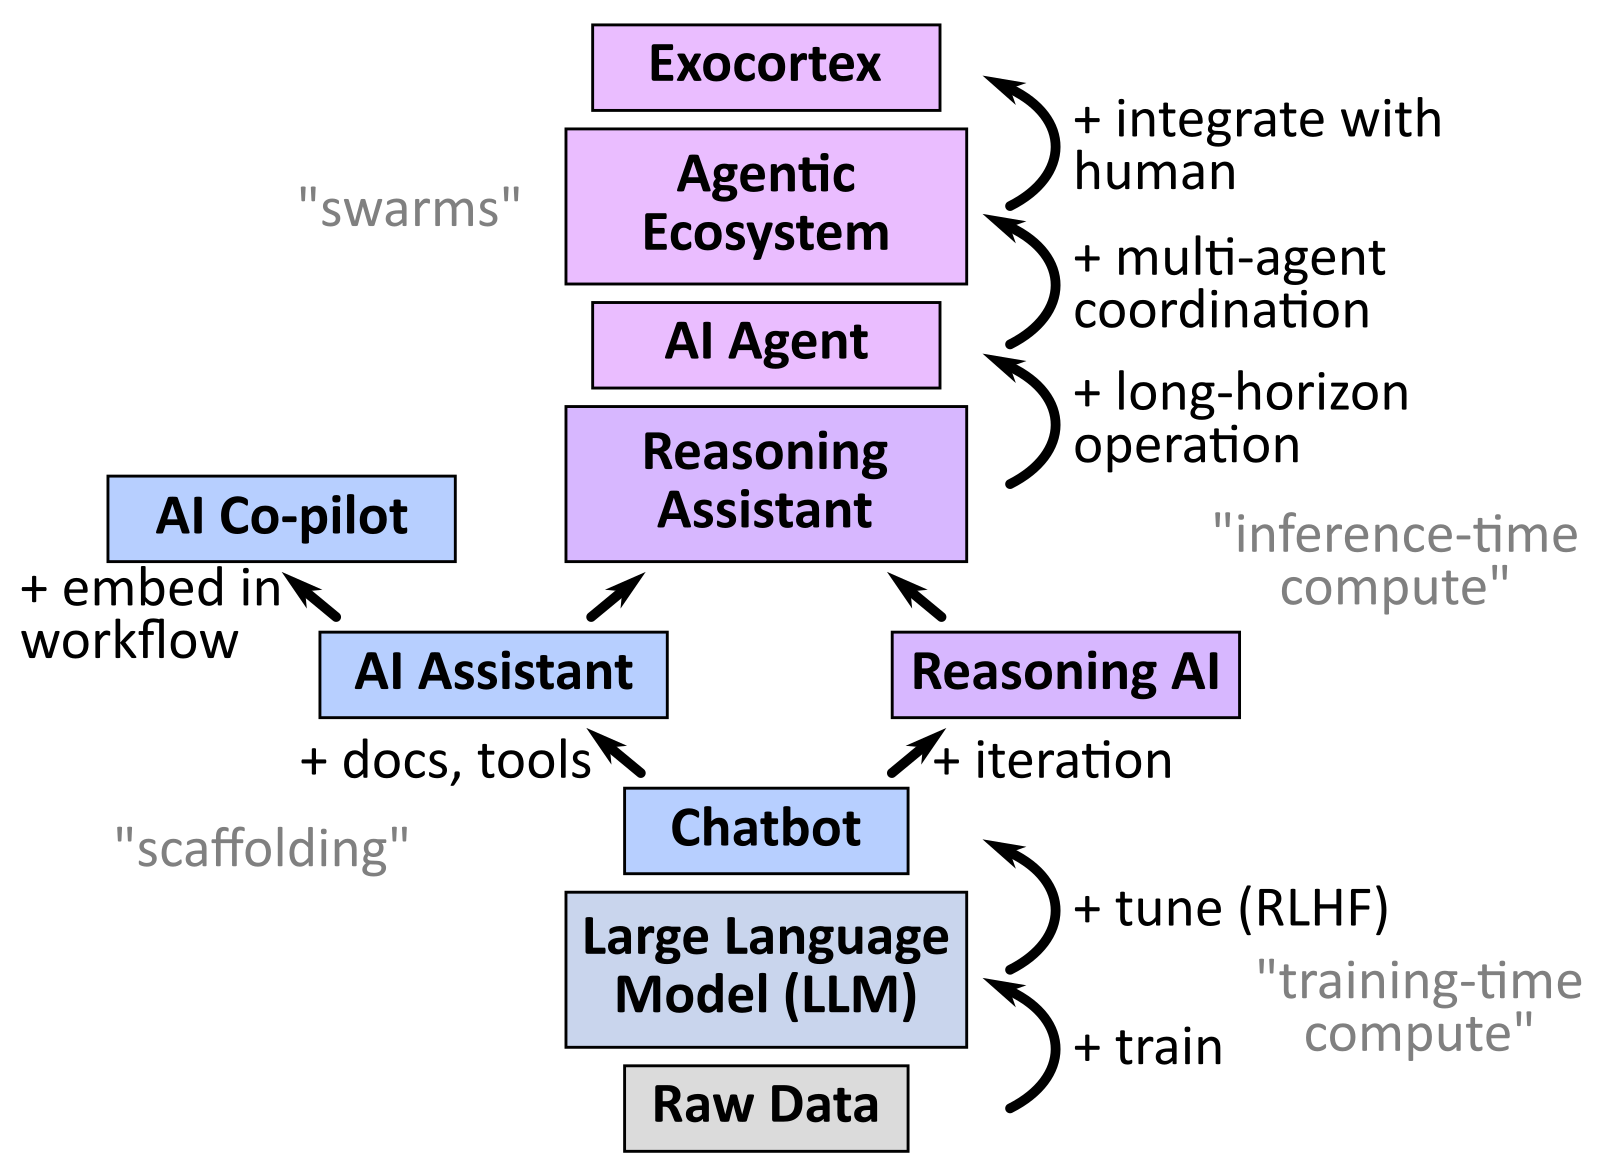 Exocortex
+ integrate with
human
Agentic
Ecosystem
"swarms"
+ multi-agent
coordination
AI Agent
+ long-horizon
operation
Reasoning
Assistant
AI Co-pilot
"inference-time
compute"
+ embed in
workflow
AI Assistant
Reasoning AI
+ docs, tools
+ iteration
Chatbot
"scaffolding"
+ tune (RLHF)
Large Language
Model (LLM)
"training-time
compute"
+ train
Raw Data